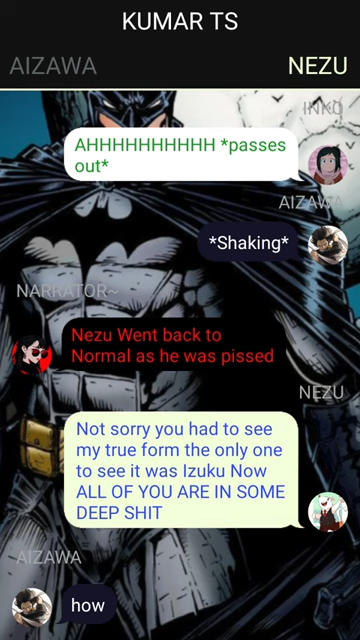 KUMAR TS
AIZAWA
NEZU
INKO
AHHHHHHHHHH *passes
out*
AIZAWA
*Shaking*
NARRATOR~
Nezu Went back to
Normal as he was pissed
NEZU
Not sorry you had to see
my true form the only one
to see it was Izuku Now
ALL OF YOU ARE IN SOME
DEEP SHIT
AIZAWA
how